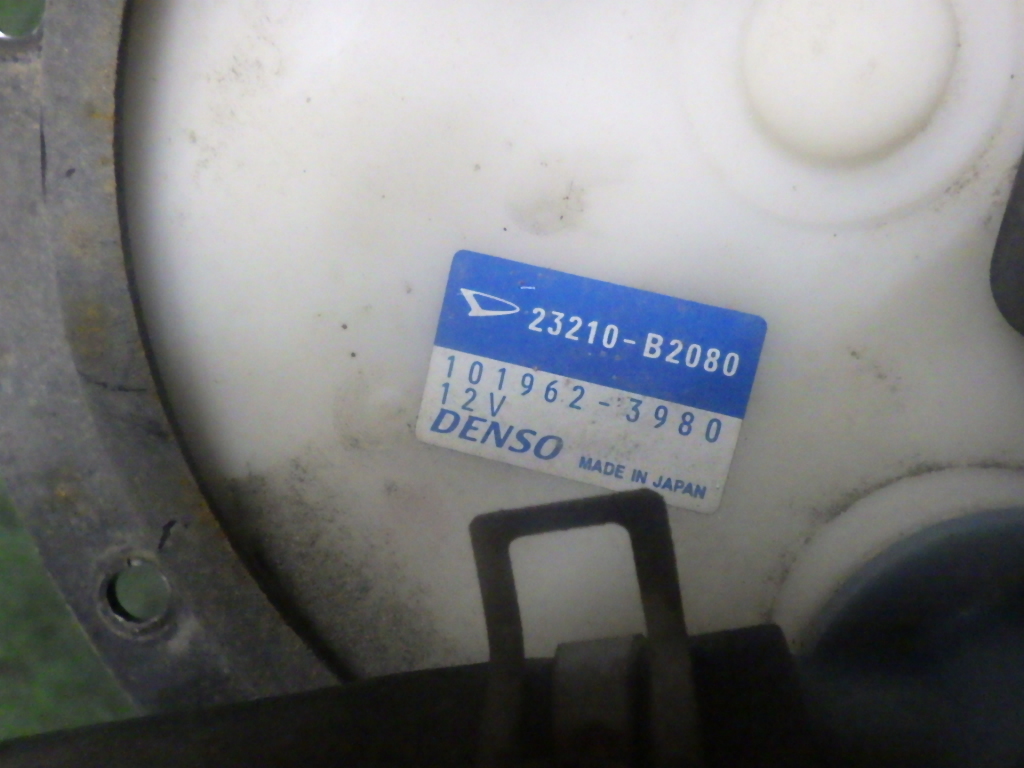 23210-B2080
101962-3980
12V
DENSO
MADE IN JAPAN